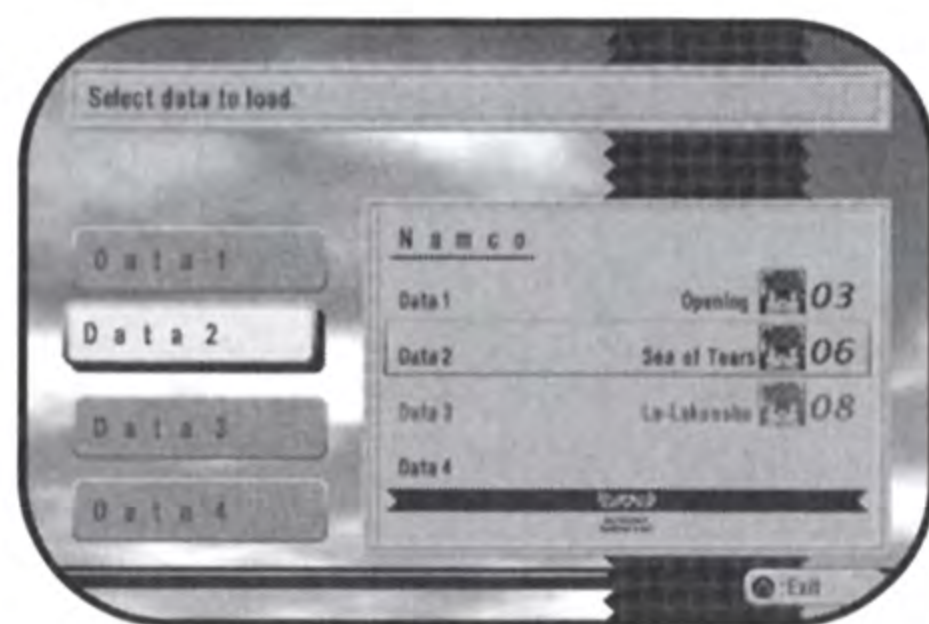 Select data to load.
Data 1
Data 2
Data 3
Data 4
Namco
Data 1 Opening 03
Data 2 Sea of Tears 06
Data 3 La-Lakoosha 08
Data 4
:Exit